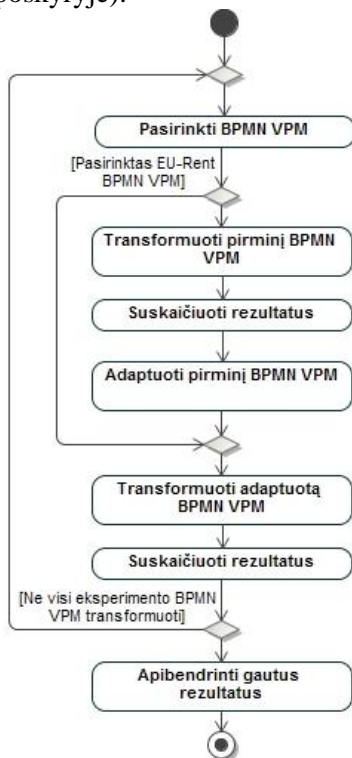 poskyryje).
Pasirinkti BPMN VPM
[Pasirinktas EU-Rent
BPMN VPM]
Transformuoti pirminį BPMN
VPM
Suskaičiuoti rezultatus
Adaptuoti pirminį BPMN VPM
Transformuoti adaptuotą
BPMN VPM
Suskaičiuoti rezultatus
[Ne visi eksperimento BPMN
VPM transformuoti]
Apibendrinti gautus
rezultatus